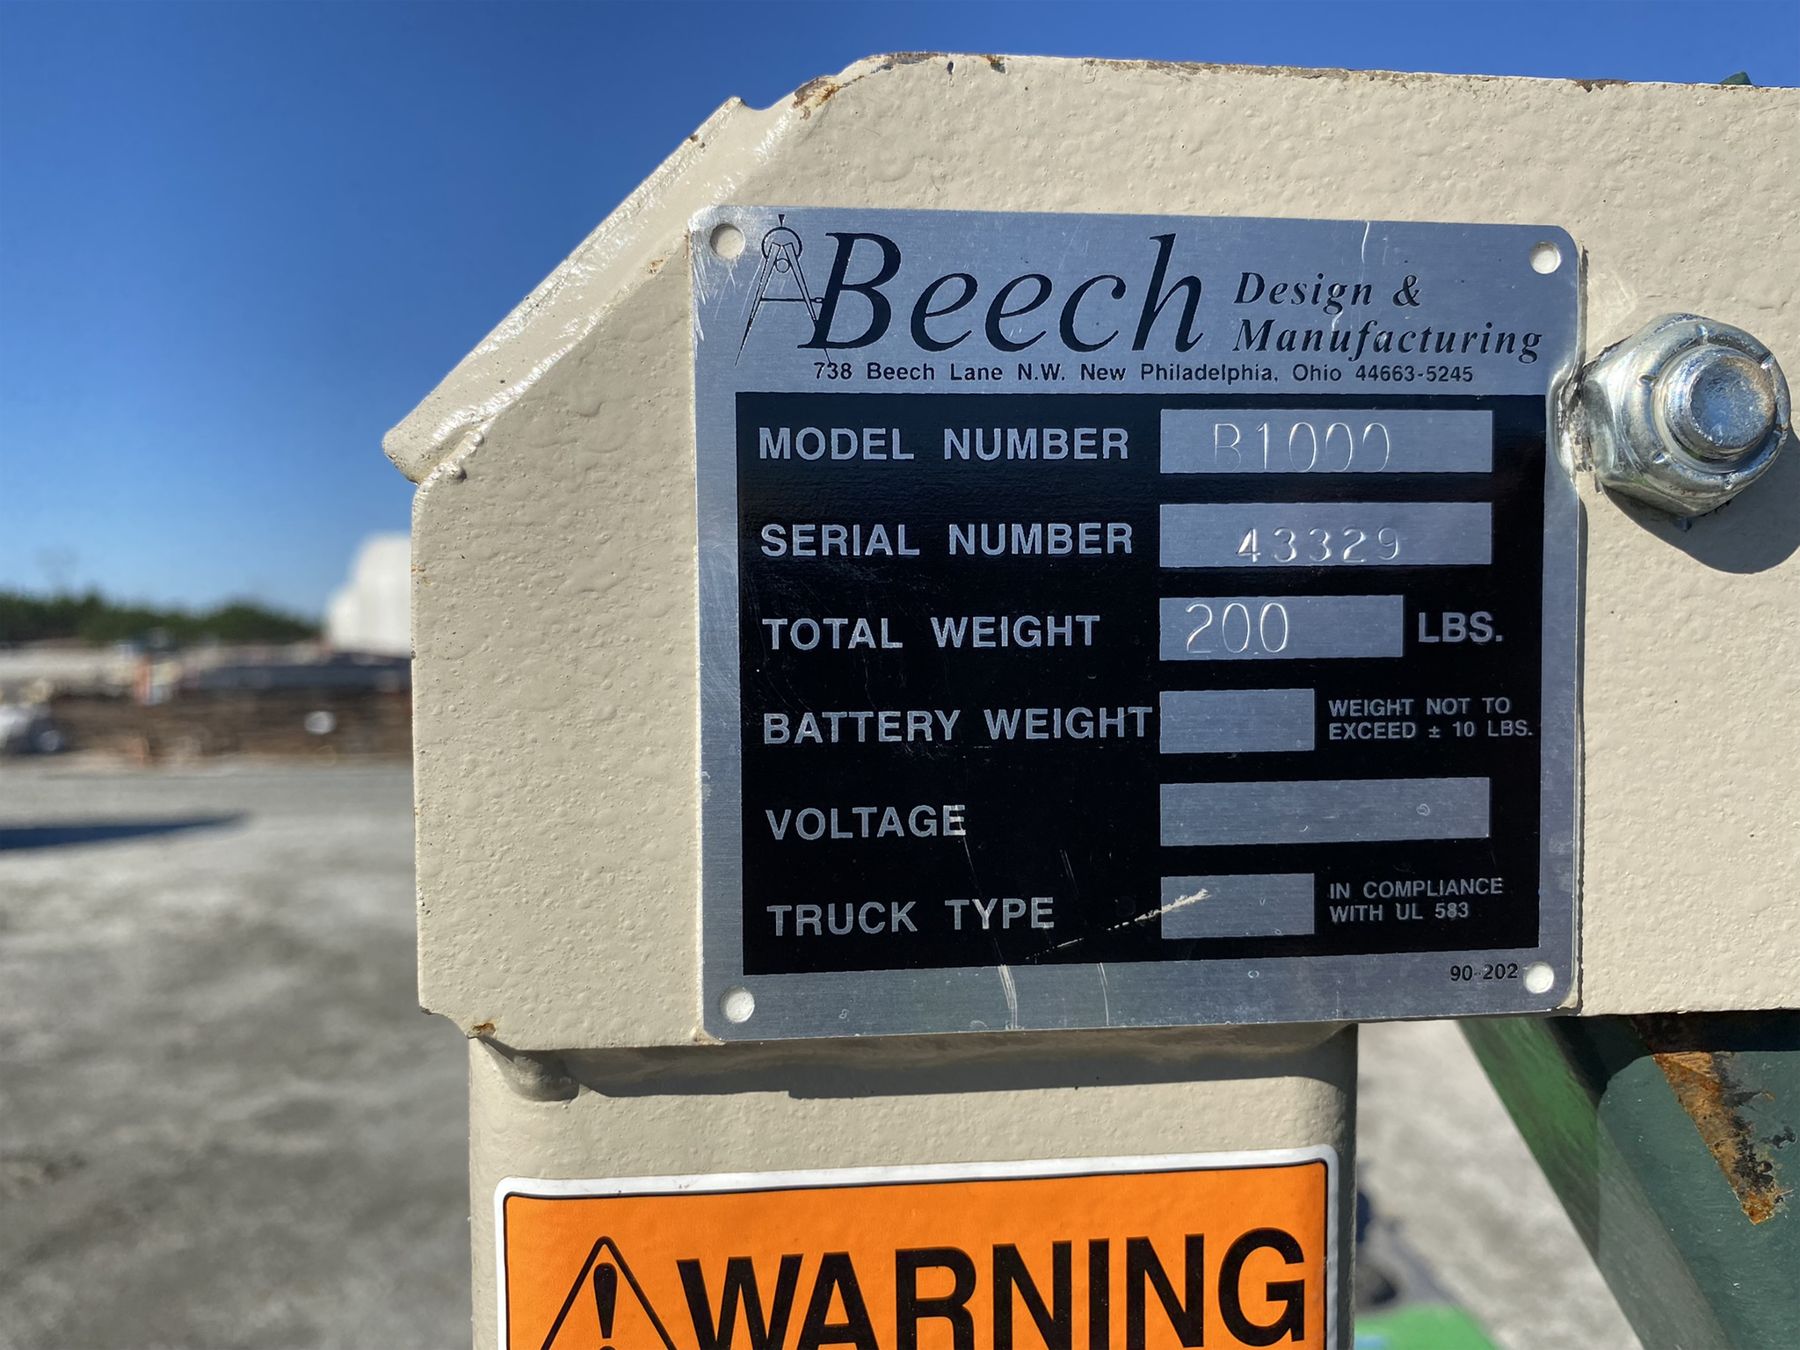 Beech Design &
Manufacturing
738 Beech Lane N.W. New Philadelphia, Ohio 44663-5245
MODEL NUMBER B1000
SERIAL NUMBER 43329
TOTAL WEIGHT 200 LBS.
BATTERY WEIGHT WEIGHT NOT TO
EXCEED ± 10 LBS.
VOLTAGE
TRUCK TYPE IN COMPLIANCE
WITH UL 583
90-202
WARNING